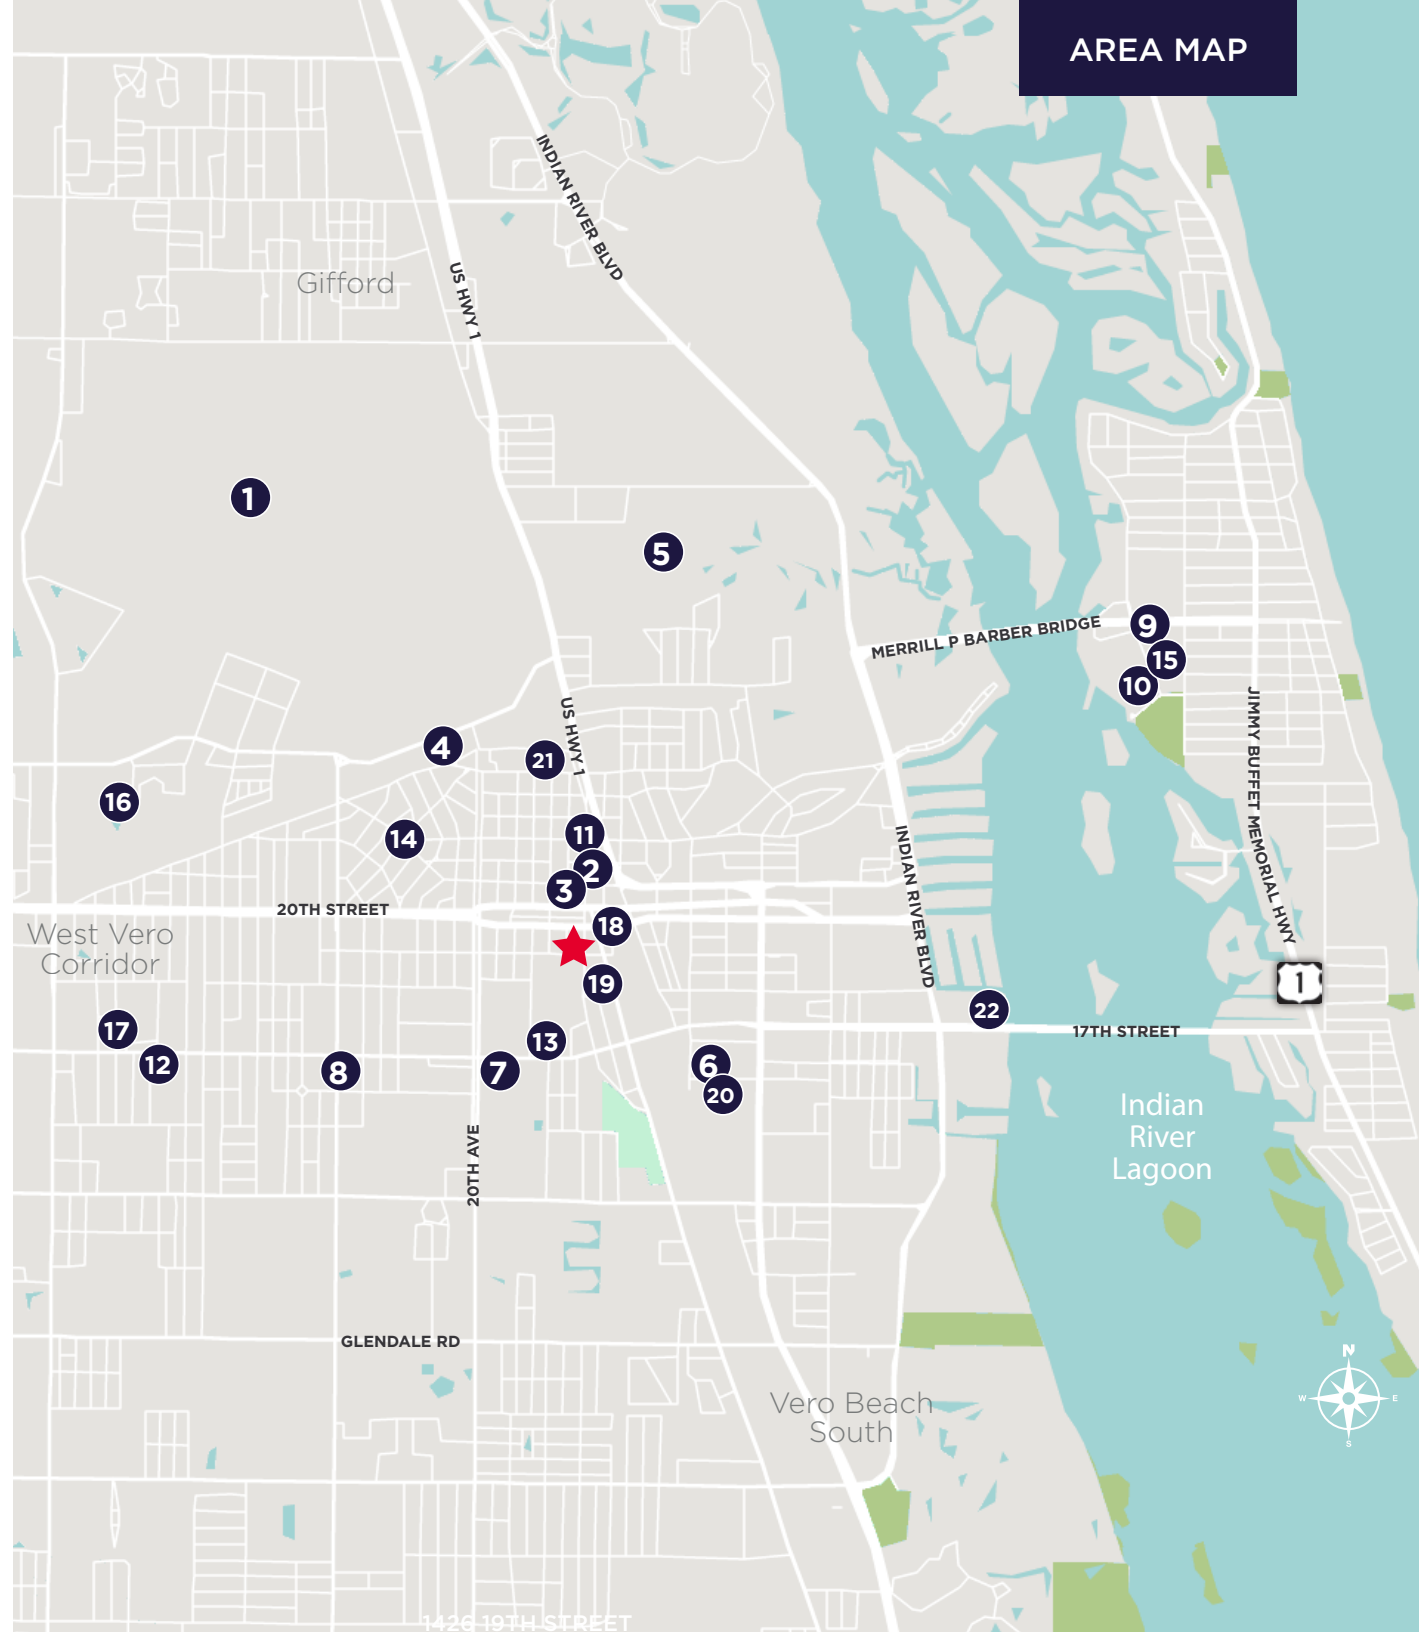 AREA MAP
INDIAN RIVER BLVD
Gifford
US HWY 1
1
5
9
MERRILL P BARBER BRIDGE
15
10
US HWY 1
JIMMY BUFFET MEMORIAL HWY
4
21
16
11
14
INDIAN RIVER BLVD
2
3
20TH STREET
18
West Vero
Corridor
19
1
22
17
17TH STREET
13
12
8
7
6
20
Indian
River
Lagoon
20TH AVE
GLENDALE RD
N
W
E
S
Vero Beach
South
1426 19TH STREET